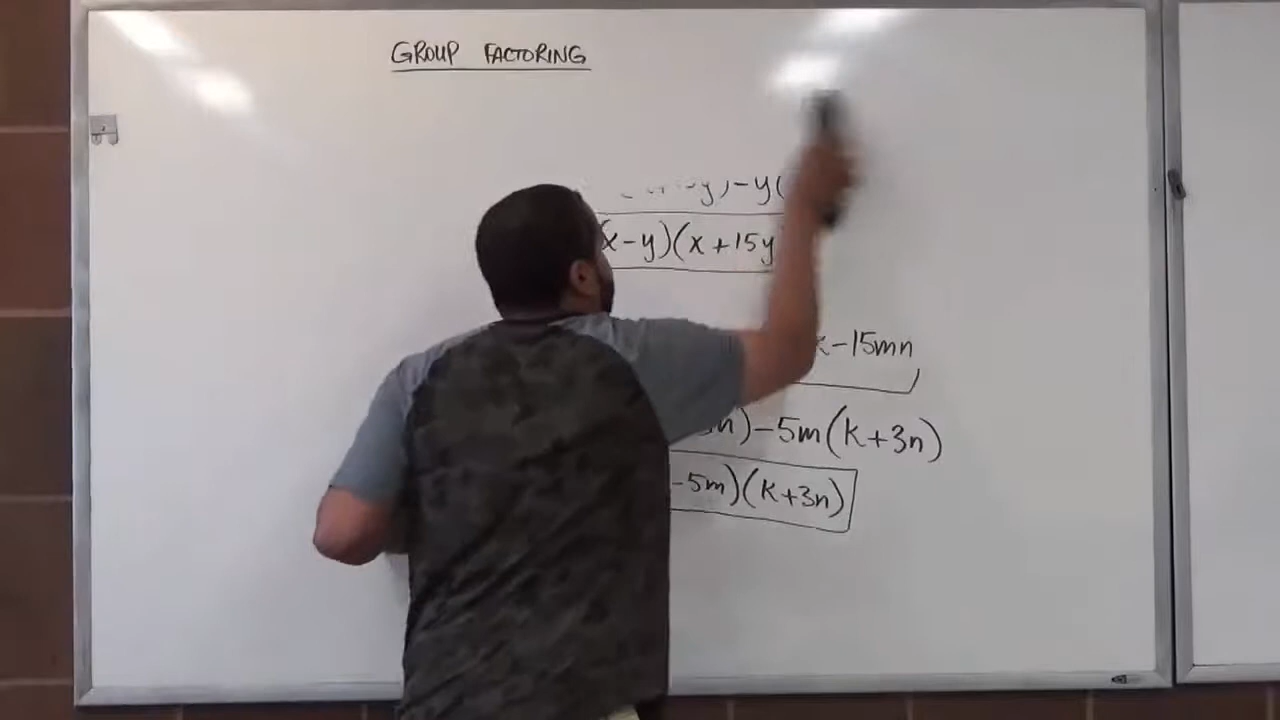 GROUP FACTORING
y)-y(
x-y)(x+15y
-15mn
n)-5m(k+3n)
-5m)(k+3n)